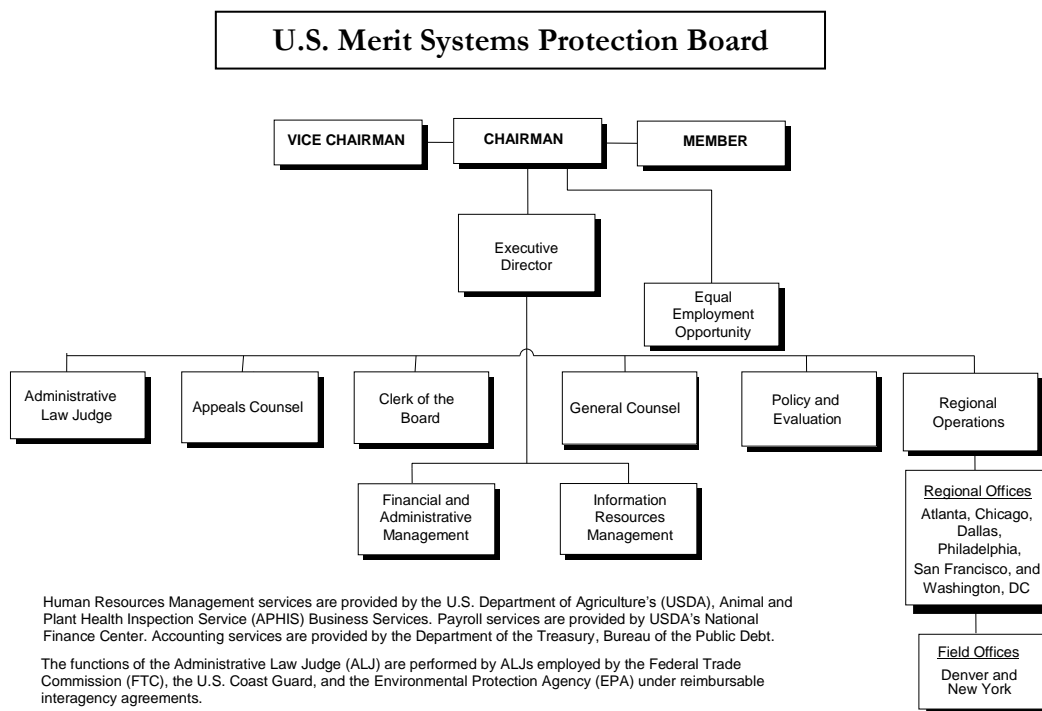 U.S. Merit Systems Protection Board
VICE CHAIRMAN
CHAIRMAN
MEMBER
Executive
Director
Equal
Employment
Opportunity
Administrative
Law Judge
Appeals Counsel
Clerk of the
Board
General Counsel
Policy and
Evaluation
Regional
Operations
Financial and
Administrative
Management
Information
Resources
Management
Regional Offices
Atlanta, Chicago,
Dallas,
Philadelphia,
San Francisco, and
Washington, DC
Field Offices
Denver and
New York
Human Resources Management services are provided by the U.S. Department of Agriculture's (USDA), Animal and
Plant Health Inspection Service (APHIS) Business Services. Payroll services are provided by USDA's National
Finance Center. Accounting services are provided by the Department of the Treasury, Bureau of the Public Debt.
The functions of the Administrative Law Judge (ALJ) are performed by ALJs employed by the Federal Trade
Commission (FTC), the U.S. Coast Guard, and the Environmental Protection Agency (EPA) under reimbursable
interagency agreements.